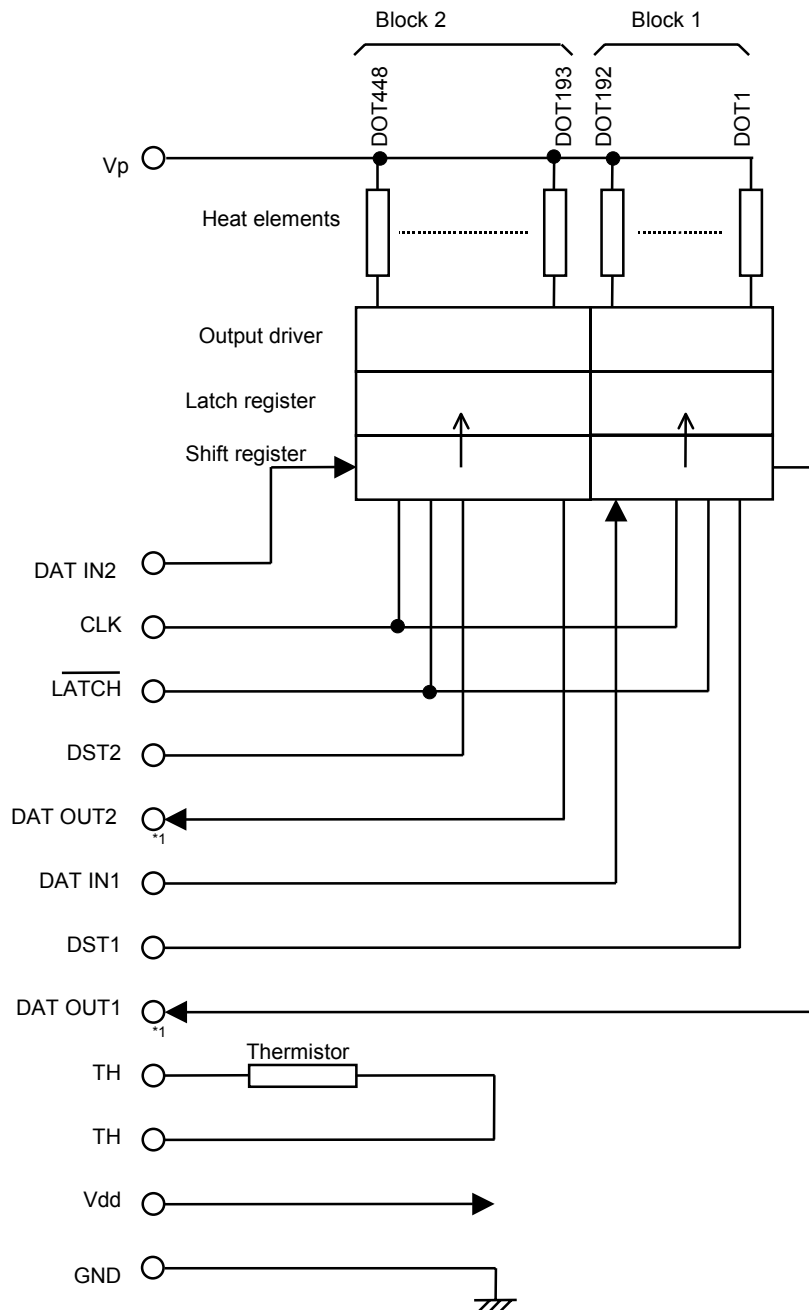 Block 2
Block 1
DOT448
DOT193
DOT192
DOT1
Vp
Heat elements
Output driver
Latch register
Shift register
DAT IN2
CLK
LATCH
DST2
DAT OUT2
*1
DAT IN1
DST1
DAT OUT1
*1
Thermistor
TH
TH
Vdd
GND